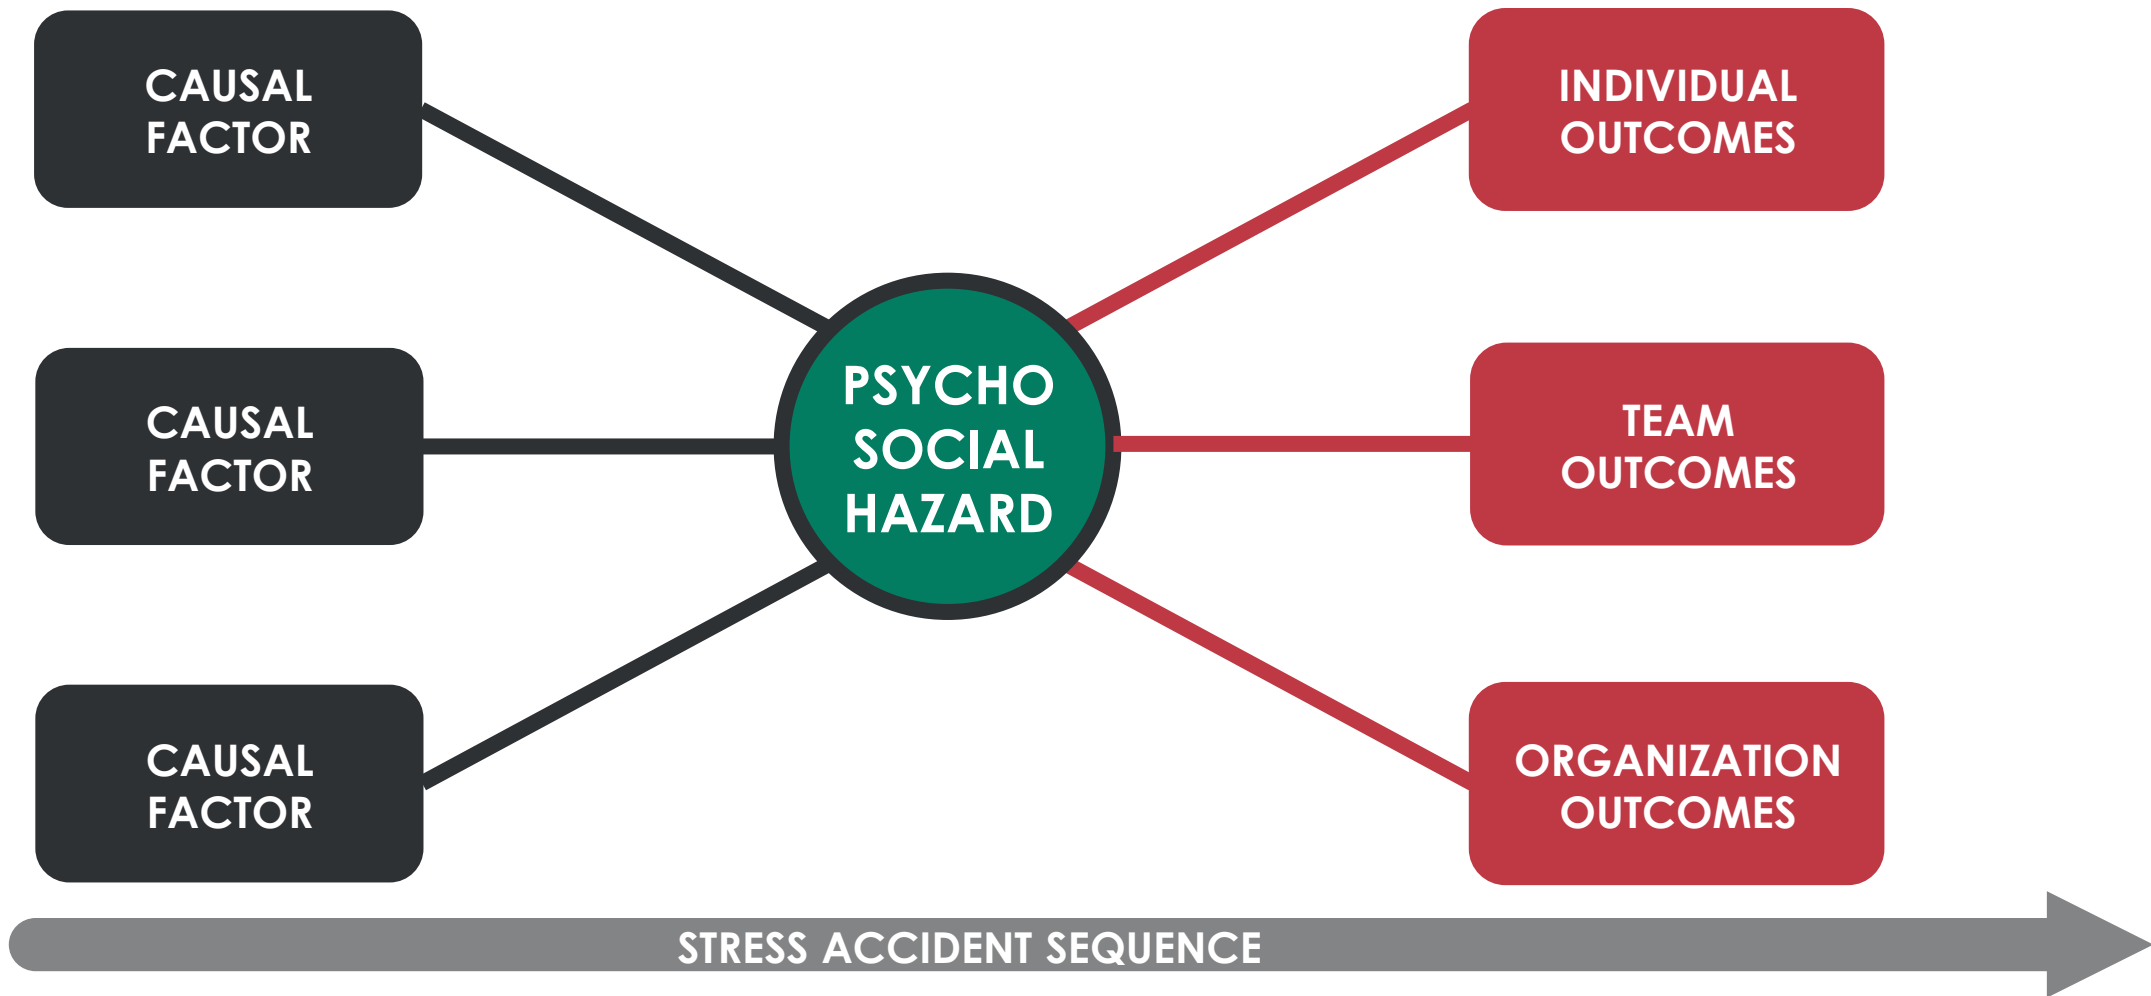 CAUSAL
FACTOR
CAUSAL
FACTOR
CAUSAL
FACTOR
PSYCHO
SOCIAL
HAZARD
INDIVIDUAL
OUTCOMES
TEAM
OUTCOMES
ORGANIZATION
OUTCOMES
STRESS ACCIDENT SEQUENCE